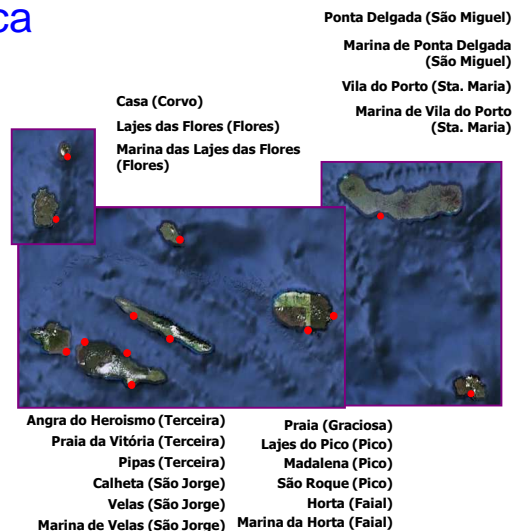 ca
Ponta Delgada (São Miguel)
Marina de Ponta Delgada
(São Miguel)
Vila do Porto (Sta. Maria)
Marina de Vila do Porto
(Sta. Maria)
Casa (Corvo)
Lajes das Flores (Flores)
Marina das Lajes das Flores
(Flores)
Angra do Heroismo (Terceira)
Praia da Vitória (Terceira)
Pipas (Terceira)
Calheta (São Jorge)
Velas (São Jorge)
Marina de Velas (São Jorge)
Praia (Graciosa)
Lajes do Pico (Pico)
Madalena (Pico)
São Roque (Pico)
Horta (Faial)
Marina da Horta (Faial)